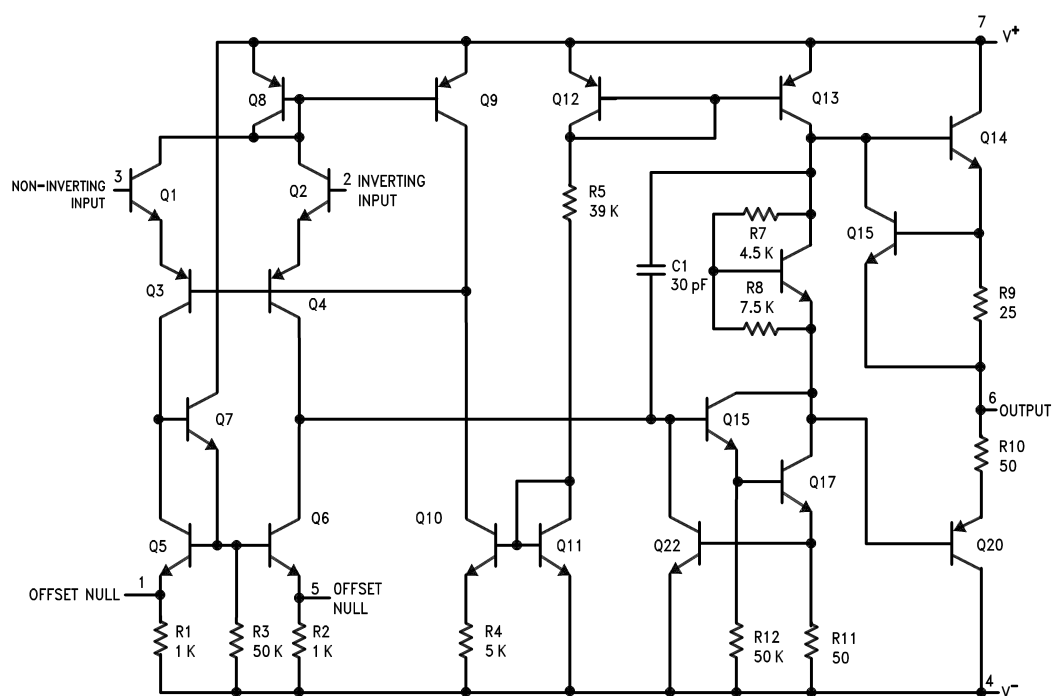 7
V+
Q8
Q9
Q12
Q13
Q14
3
NON-INVERTING
INPUT
Q1
Q2
2 INVERTING
INPUT
R5
39 K
R7
4.5 K
Q15
C1
30 pF
R8
7.5 K
Q3
Q4
R9
25
6
OUTPUT
Q7
Q15
R10
50
Q17
Q5
Q6
Q10
Q11
Q22
Q20
OFFSET NULL
1
5
OFFSET
NULL
R1
1 K
R3
50 K
R2
1 K
R4
5 K
R12
50 K
R11
50
4
V-